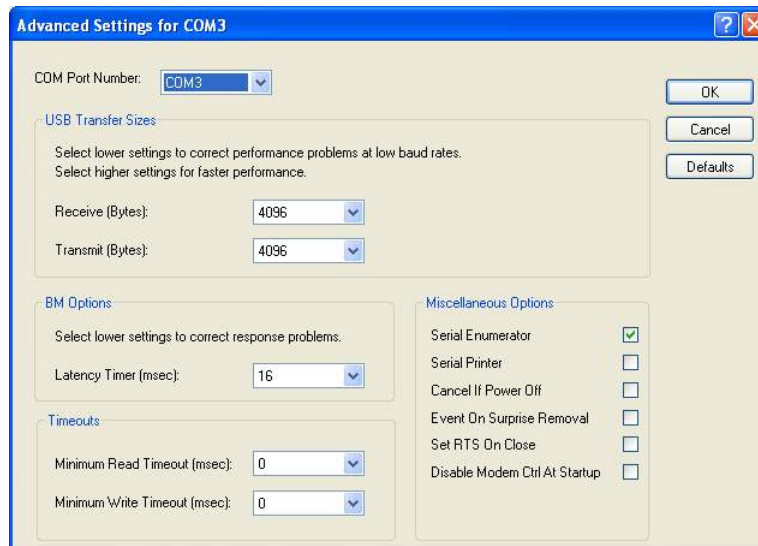 Advanced Settings for COM3
COM Port Number: COM3
OK
Cancel
Defaults
USB Transfer Sizes
Select lower settings to correct performance problems at low baud rates.
Select higher settings for faster performance.
Receive (Bytes): 4096
Transmit (Bytes): 4096
BM Options
Select lower settings to correct response problems.
Latency Timer (msec): 16
Timeouts
Minimum Read Timeout (msec): 0
Minimum Write Timeout (msec): 0
Miscellaneous Options
Serial Enumerator
Serial Printer
Cancel If Power Off
Event On Surprise Removal
Set RTS On Close
Disable Modem Ctrl At Startup